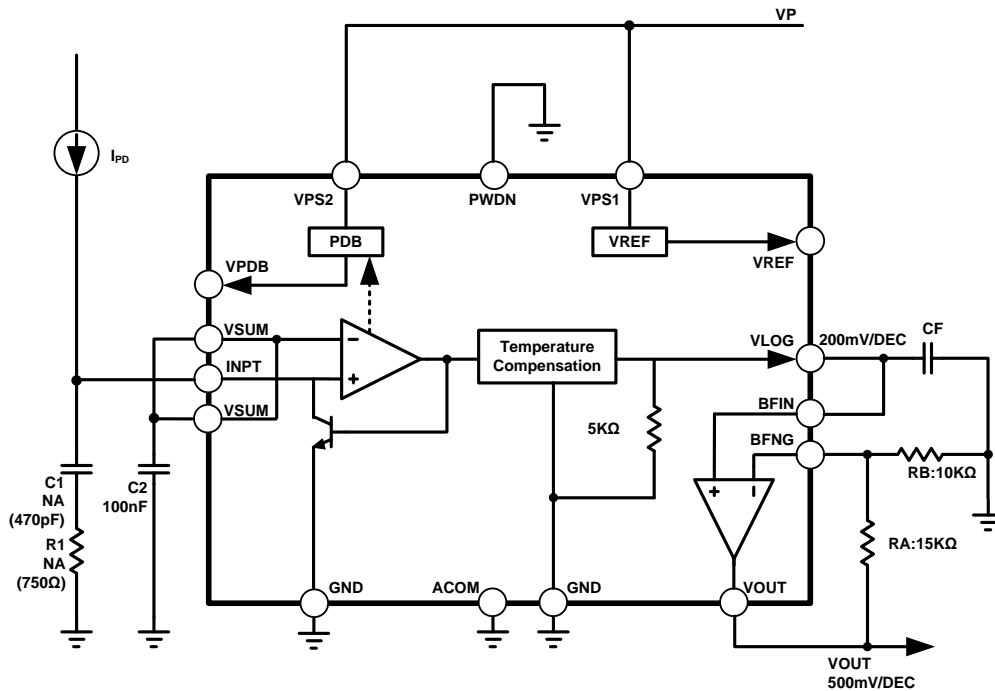 VP
I_PD
VPS2
PWDN
VPS1
PDB
VREF
VPDB
VREF
VSUM
INPT
VSUM
−
+
Temperature
Compensation
VLOG
200mV/DEC
CF
BFIN
5KΩ
BFNG
RB:10KΩ
+
−
C1
NA
(470pF)
R1
NA
(750Ω)
C2
100nF
RA:15KΩ
GND
ACOM
GND
VOUT
VOUT
500mV/DEC